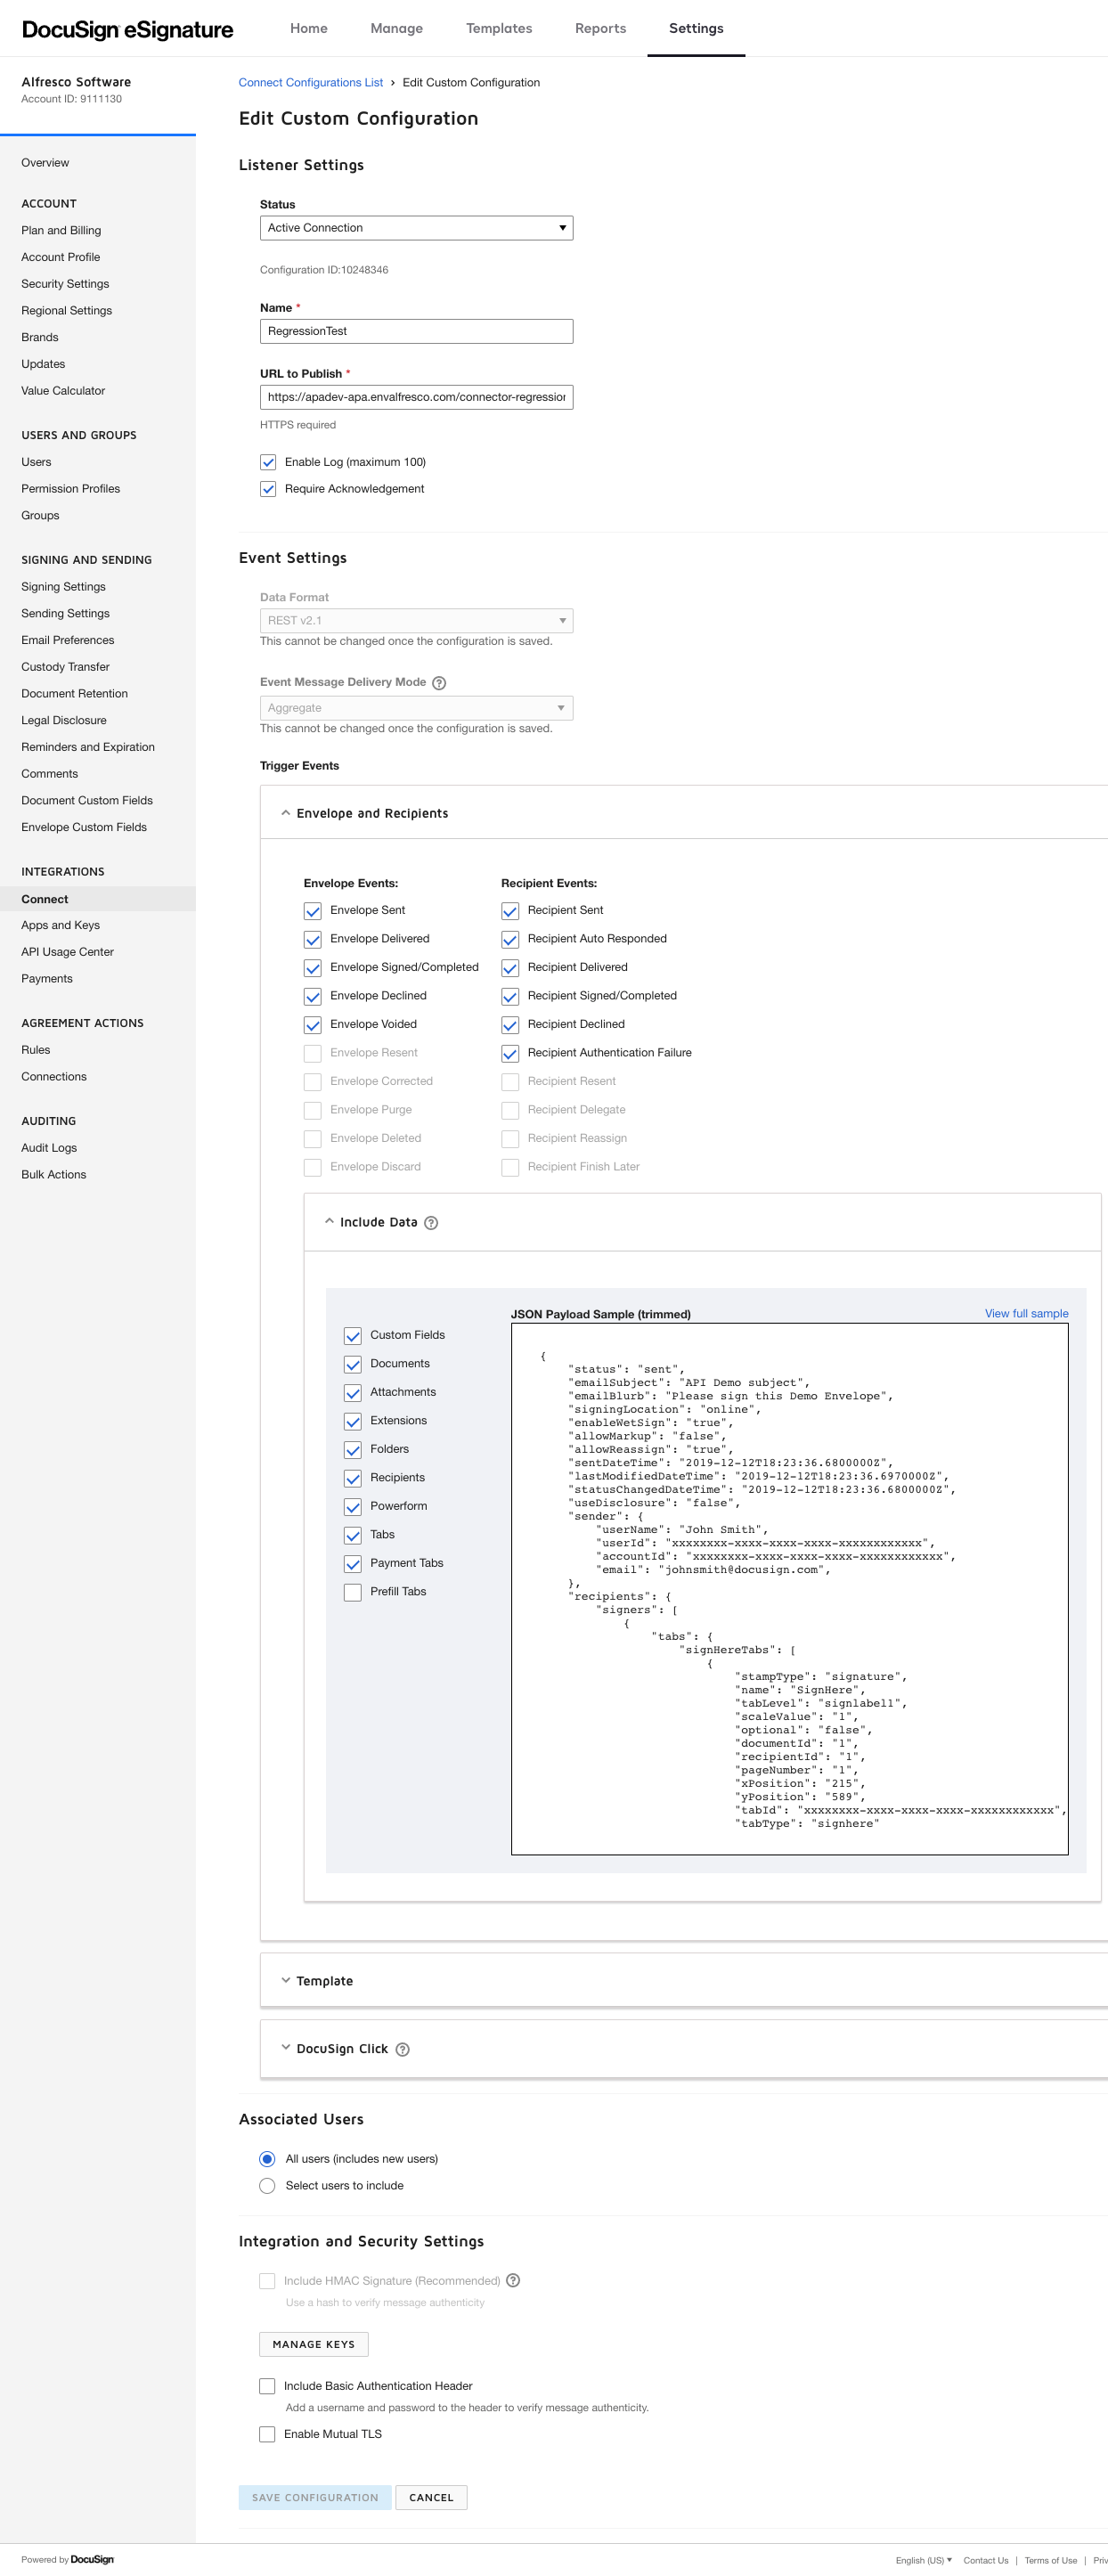 DocuSign eSignature
Home
Manage
Templates
Reports
Settings
Alfresco Software
Account ID: 9111130
Overview
ACCOUNT
Plan and Billing
Account Profile
Security Settings
Regional Settings
Brands
Updates
Value Calculator
USERS AND GROUPS
Users
Permission Profiles
Groups
SIGNING AND SENDING
Signing Settings
Sending Settings
Email Preferences
Custody Transfer
Document Retention
Legal Disclosure
Reminders and Expiration
Comments
Document Custom Fields
Envelope Custom Fields
INTEGRATIONS
Connect
Apps and Keys
API Usage Center
Payments
AGREEMENT ACTIONS
Rules
Connections
AUDITING
Audit Logs
Bulk Actions
Connect Configurations List › Edit Custom Configuration
Edit Custom Configuration
Listener Settings
Status
Active Connection
Configuration ID:10248346
Name *
RegressionTest
URL to Publish *
https://apadev-apa.envalfresco.com/connector-regression
HTTPS required
Enable Log (maximum 100)
Require Acknowledgement
Event Settings
Data Format
REST v2.1
This cannot be changed once the configuration is saved.
Event Message Delivery Mode ?
Aggregate
This cannot be changed once the configuration is saved.
Trigger Events
Envelope and Recipients
Envelope Events:
Envelope Sent
Envelope Delivered
Envelope Signed/Completed
Envelope Declined
Envelope Voided
Envelope Resent
Envelope Corrected
Envelope Purge
Envelope Deleted
Envelope Discard
Recipient Events:
Recipient Sent
Recipient Auto Responded
Recipient Delivered
Recipient Signed/Completed
Recipient Declined
Recipient Authentication Failure
Recipient Resent
Recipient Delegate
Recipient Reassign
Recipient Finish Later
Include Data ?
Custom Fields
Documents
Attachments
Extensions
Folders
Recipients
Powerform
Tabs
Payment Tabs
Prefill Tabs
JSON Payload Sample (trimmed)
View full sample
{
"status": "sent",
"emailSubject": "API Demo subject",
"emailBlurb": "Please sign this Demo Envelope",
"signingLocation": "online",
"enableWetSign": "true",
"allowMarkup": "false",
"allowReassign": "true",
"sentDateTime": "2019-12-12T18:23:36.6800000Z",
"lastModifiedDateTime": "2019-12-12T18:23:36.6970000Z",
"statusChangedDateTime": "2019-12-12T18:23:36.6800000Z",
"useDisclosure": "false",
"sender": {
"userName": "John Smith",
"userId": "xxxxxxxx-xxxx-xxxx-xxxx-xxxxxxxxxxxx",
"accountId": "xxxxxxxx-xxxx-xxxx-xxxx-xxxxxxxxxxxx",
"email": "johnsmith@docusign.com",
},
"recipients": {
"signers": [
{
"tabs": {
"signHereTabs": [
{
"stampType": "signature",
"name": "SignHere",
"tabLevel": "signlabel1",
"scaleValue": "1",
"optional": "false",
"documentId": "1",
"recipientId": "1",
"pageNumber": "1",
"xPosition": "215",
"yPosition": "589",
"tabId": "xxxxxxxx-xxxx-xxxx-xxxx-xxxxxxxxxxxx",
"tabType": "signhere"
Template
DocuSign Click ?
Associated Users
All users (includes new users)
Select users to include
Integration and Security Settings
Include HMAC Signature (Recommended) ?
Use a hash to verify message authenticity
MANAGE KEYS
Include Basic Authentication Header
Add a username and password to the header to verify message authenticity.
Enable Mutual TLS
SAVE CONFIGURATION
CANCEL
Powered by DocuSign
English (US) Contact Us | Terms of Use | Priv